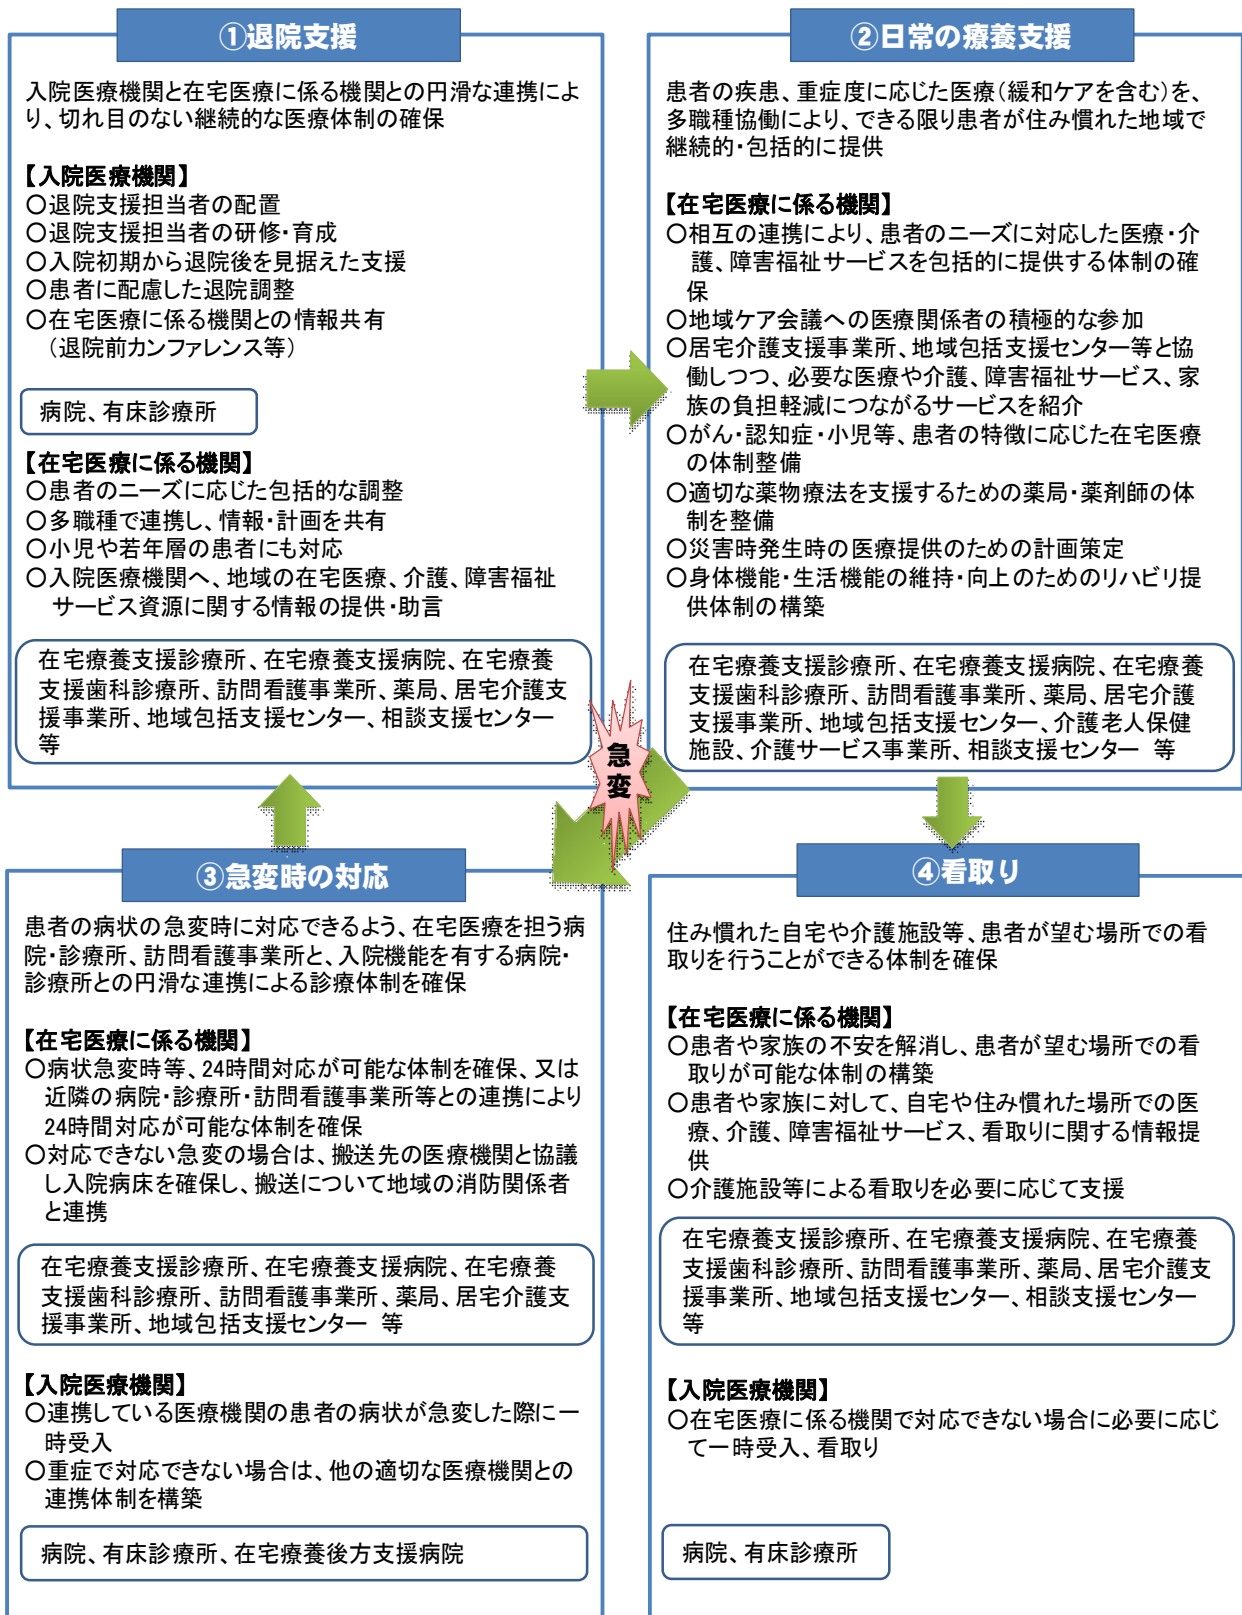 ①退院支援
入院医療機関と在宅医療に係る機関との円滑な連携によ
り、切れ目のない継続的な医療体制の確保
【入院医療機関】
○退院支援担当者の配置
○退院支援担当者の研修・育成
○入院初期から退院後を見据えた支援
○患者に配慮した退院調整
○在宅医療に係る機関との情報共有
（退院前カンファレンス等）
病院、有床診療所
【在宅医療に係る機関】
○患者のニーズに応じた包括的な調整
○多職種で連携し、情報・計画を共有
○小児や若年層の患者にも対応
○入院医療機関へ、地域の在宅医療、介護、障害福祉
サービス資源に関する情報の提供・助言
在宅療養支援診療所、在宅療養支援病院、在宅療養
支援歯科診療所、訪問看護事業所、薬局、居宅介護支
援事業所、地域包括支援センター、相談支援センター
等
②日常の療養支援
患者の疾患、重症度に応じた医療（緩和ケアを含む）を、
多職種協働により、できる限り患者が住み慣れた地域で
継続的・包括的に提供
【在宅医療に係る機関】
○相互の連携により、患者のニーズに対応した医療・介
護、障害福祉サービスを包括的に提供する体制の確
保
○地域ケア会議への医療関係者の積極的な参加
○居宅介護支援事業所、地域包括支援センター等と協
働しつつ、必要な医療や介護、障害福祉サービス、家
族の負担軽減につながるサービスを紹介
○がん・認知症・小児等、患者の特徴に応じた在宅医療
の体制整備
○適切な薬物療法を支援するための薬局・薬剤師の体
制を整備
○災害時発生時の医療提供のための計画策定
○身体機能・生活機能の維持・向上のためのリハビリ提
供体制の構築
在宅療養支援診療所、在宅療養支援病院、在宅療養
支援歯科診療所、訪問看護事業所、薬局、居宅介護
支援事業所、地域包括支援センター、介護老人保健
施設、介護サービス事業所、相談支援センター 等
急
変
③急変時の対応
患者の病状の急変時に対応できるよう、在宅医療を担う病
院・診療所、訪問看護事業所と、入院機能を有する病院・
診療所との円滑な連携による診療体制を確保
【在宅医療に係る機関】
○病状急変時等、24時間対応が可能な体制を確保、又は
近隣の病院・診療所・訪問看護事業所等との連携により
24時間対応が可能な体制を確保
○対応できない急変の場合は、搬送先の医療機関と協議
し入院病床を確保し、搬送について地域の消防関係者
と連携
在宅療養支援診療所、在宅療養支援病院、在宅療養
支援歯科診療所、訪問看護事業所、薬局、居宅介護支
援事業所、地域包括支援センター 等
【入院医療機関】
○連携している医療機関の患者の病状が急変した際に一
時受入
○重症で対応できない場合は、他の適切な医療機関との
連携体制を構築
病院、有床診療所、在宅療養後方支援病院
④看取り
住み慣れた自宅や介護施設等、患者が望む場所での看
取りを行うことができる体制を確保
【在宅医療に係る機関】
○患者や家族の不安を解消し、患者が望む場所での看
取りが可能な体制の構築
○患者や家族に対して、自宅や住み慣れた場所での医
療、介護、障害福祉サービス、看取りに関する情報提
供
○介護施設等による看取りを必要に応じて支援
在宅療養支援診療所、在宅療養支援病院、在宅療養
支援歯科診療所、訪問看護事業所、薬局、居宅介護支
援事業所、地域包括支援センター、相談支援センター
等
【入院医療機関】
○在宅医療に係る機関で対応できない場合に必要に応じ
て一時受入、看取り
病院、有床診療所